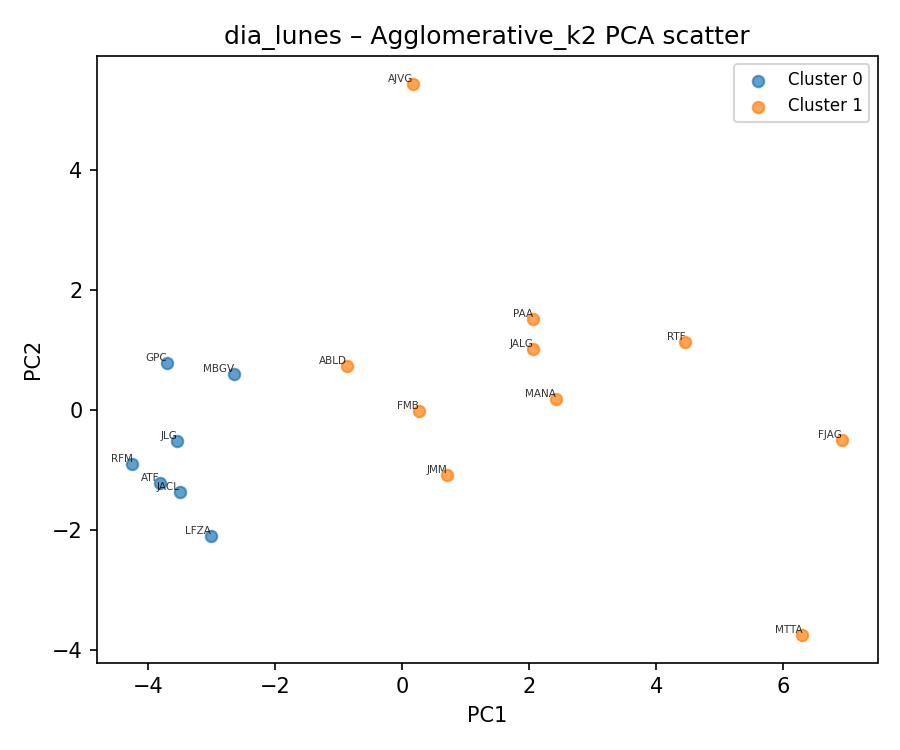 dia_lunes – Agglomerative_k2 PCA scatter
Cluster 0
Cluster 1
AJVG
PAA
JALG
RTF
GPC
MBGV
ABLD
MANA
FMB
FJAG
JLG
RFM
JMM
ATF
JACL
LFZA
MTTA
PC2
4
2
0
−2
−4
−4
−2
0
2
4
6
PC1